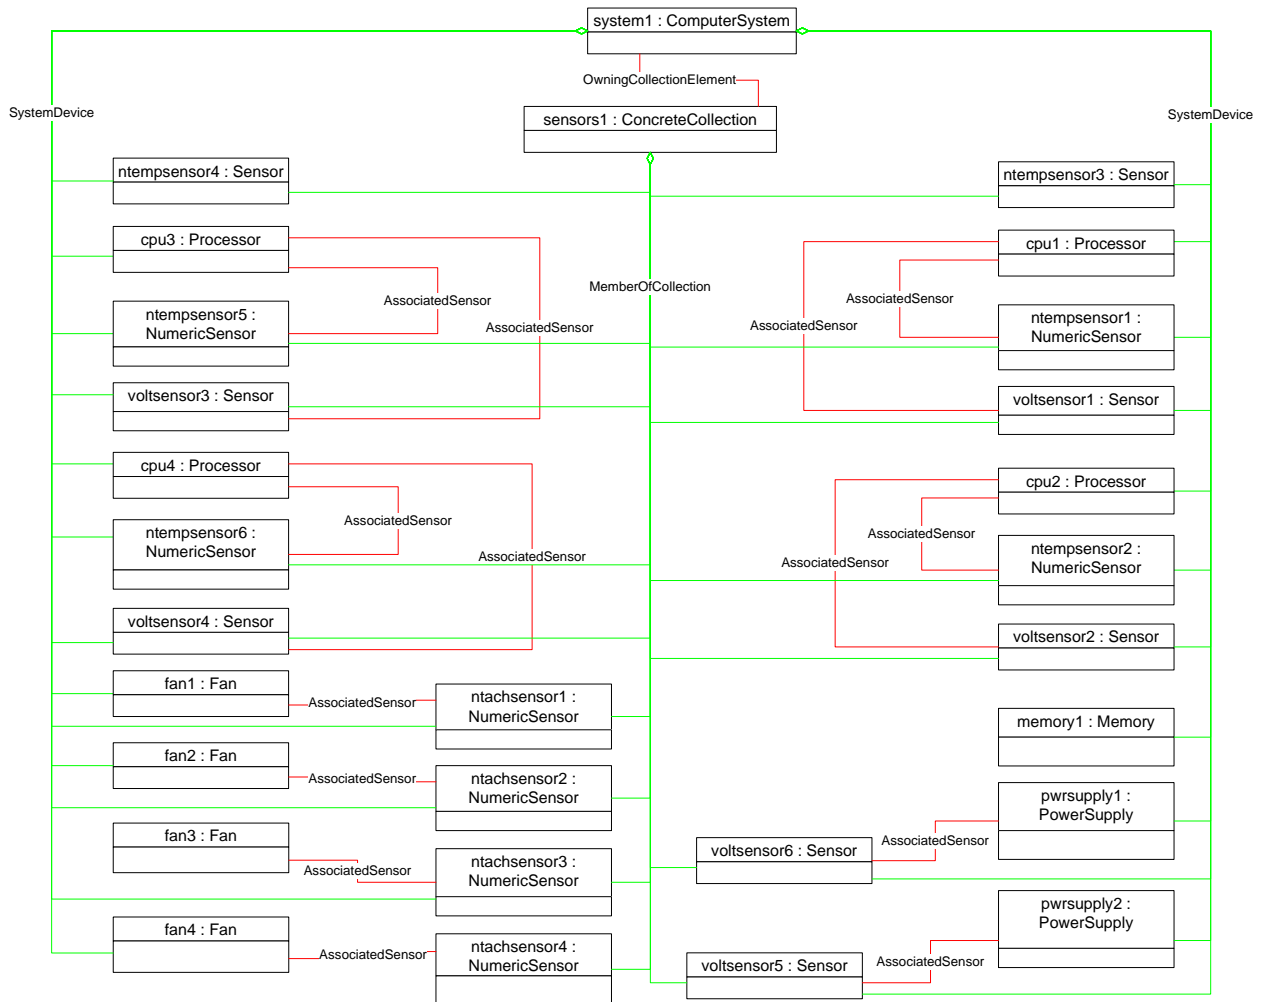 system1 : ComputerSystem
OwningCollectionElement
SystemDevice
sensors1 : ConcreteCollection
SystemDevice
ntempsensor4 : Sensor
ntempsensor3 : Sensor
cpu3 : Processor
cpu1 : Processor
MemberOfCollection
AssociatedSensor
AssociatedSensor
ntempsensor5 :
NumericSensor
AssociatedSensor
AssociatedSensor
ntempsensor1 :
NumericSensor
voltsensor3 : Sensor
voltsensor1 : Sensor
cpu4 : Processor
cpu2 : Processor
AssociatedSensor
ntempsensor6 :
NumericSensor
AssociatedSensor
AssociatedSensor
AssociatedSensor
ntempsensor2 :
NumericSensor
voltsensor4 : Sensor
voltsensor2 : Sensor
fan1 : Fan
AssociatedSensor
ntachsensor1 :
NumericSensor
memory1 : Memory
fan2 : Fan
AssociatedSensor
ntachsensor2 :
NumericSensor
pwrsupply1 :
PowerSupply
fan3 : Fan
AssociatedSensor
ntachsensor3 :
NumericSensor
voltsensor6 : Sensor
AssociatedSensor
pwrsupply2 :
PowerSupply
fan4 : Fan
AssociatedSensor
ntachsensor4 :
NumericSensor
voltsensor5 : Sensor
AssociatedSensor